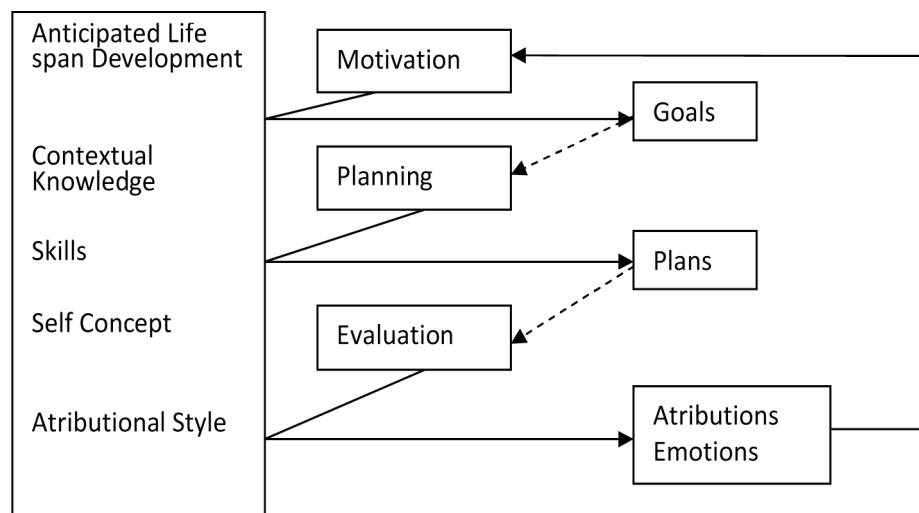 Anticipated Life
span Development
Contextual
Knowledge
Skills
Self Concept
Atributional Style
Motivation
Goals
Planning
Plans
Evaluation
Atributions
Emotions